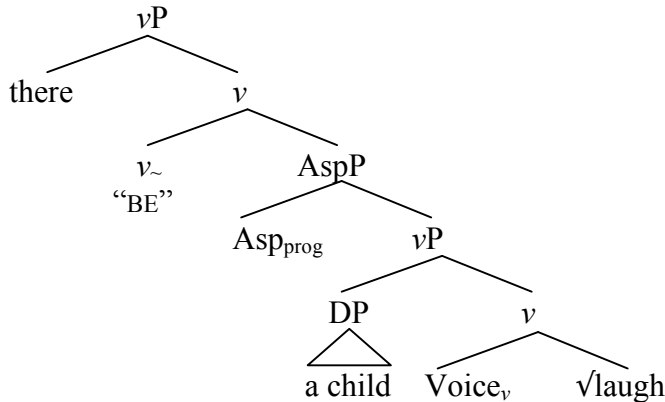 vP
there v
v~ AspP
“BE”
Aspprog vP
DP v
a child Voicev √laugh